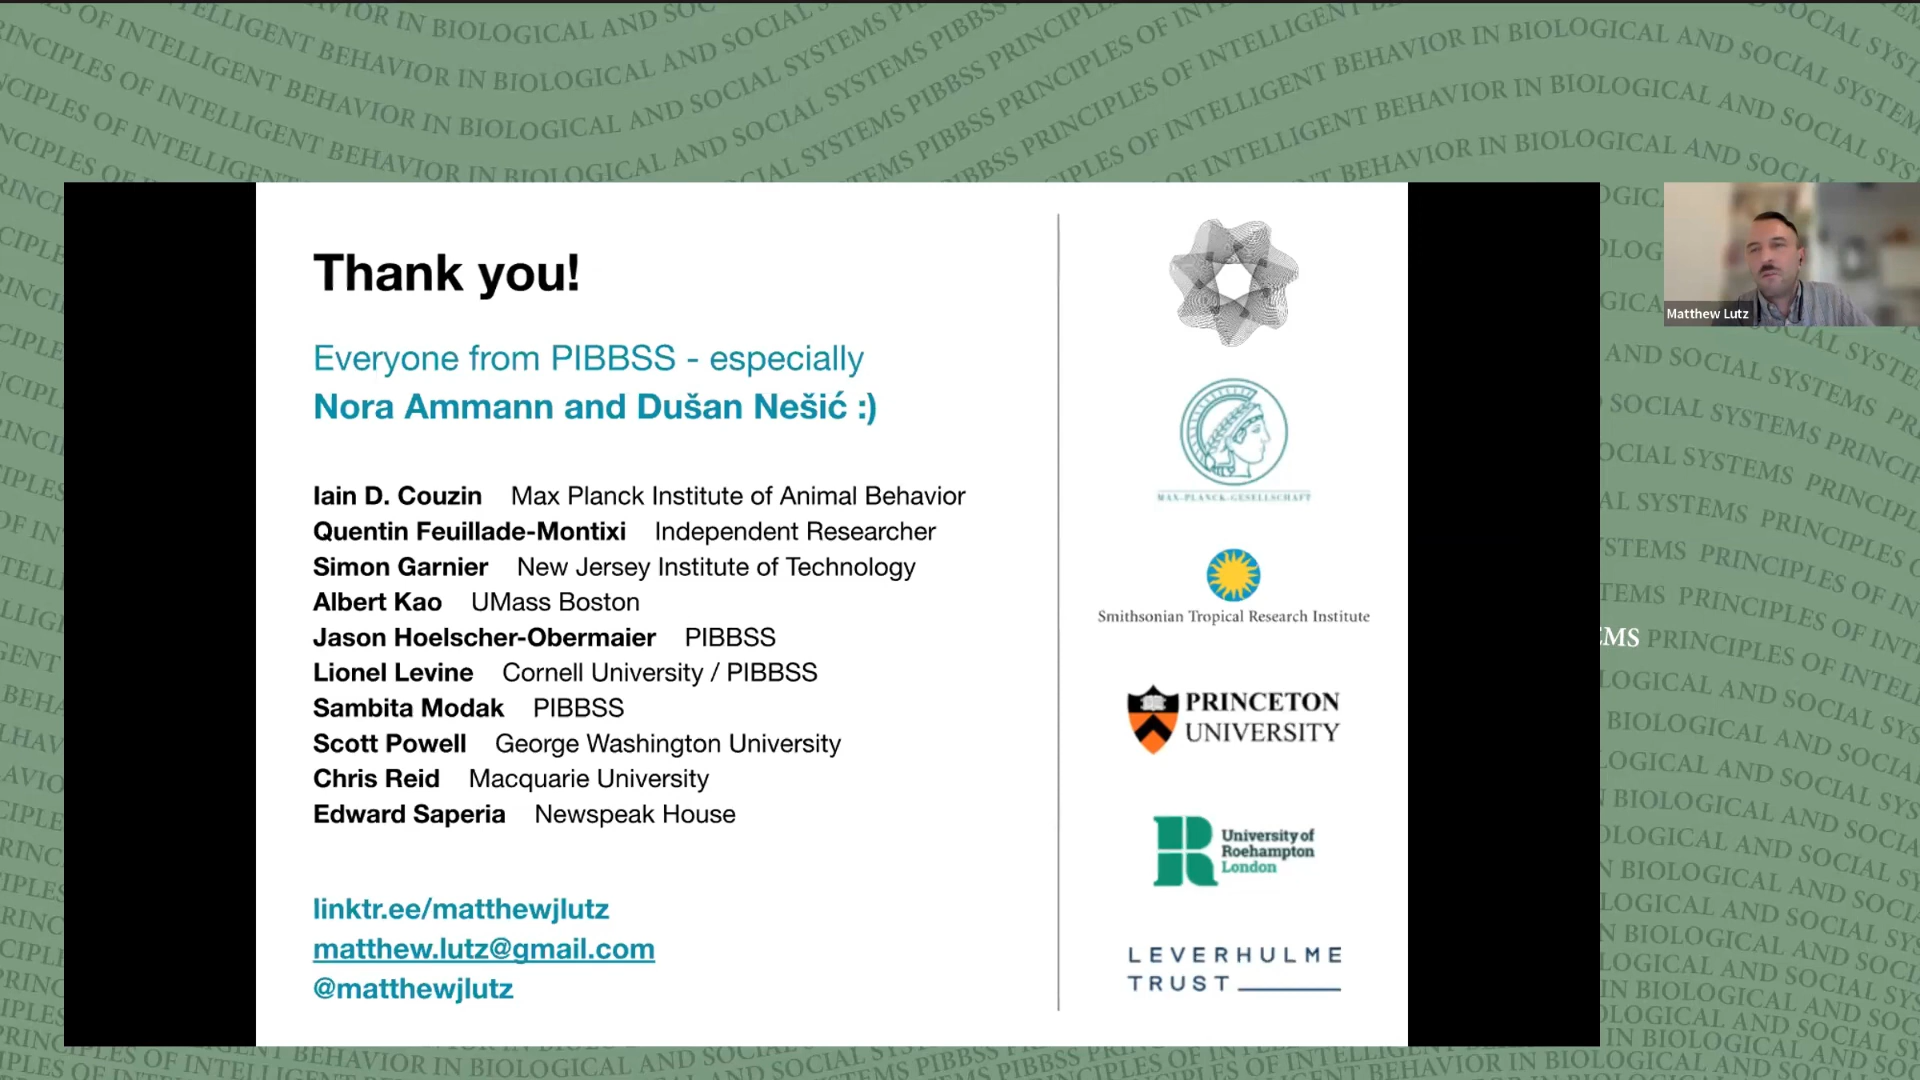 Thank you!
Everyone from PIBBSS - especially
Nora Ammann and Dušan Nešić :)
Iain D. Couzin Max Planck Institute of Animal Behavior
Quentin Feuillade-Montixi Independent Researcher
Simon Garnier New Jersey Institute of Technology
Albert Kao UMass Boston
Jason Hoelscher-Obermaier PIBBSS
Lionel Levine Cornell University / PIBBSS
Sambita Modak PIBBSS
Scott Powell George Washington University
Chris Reid Macquarie University
Edward Saperia Newspeak House
linktr.ee/matthewjlutz
matthew.lutz@gmail.com
@matthewjlutz
MAX-PLANCK-GESELLSCHAFT
Smithsonian Tropical Research Institute
PRINCETON
UNIVERSITY
University of
Roehampton
London
LEVERHULME
TRUST
Matthew Lutz
PIBBSS PRINCIPLES OF INTELLIGENT BEHAVIOR IN BIOLOGICAL AND SOCIAL SYSTEMS